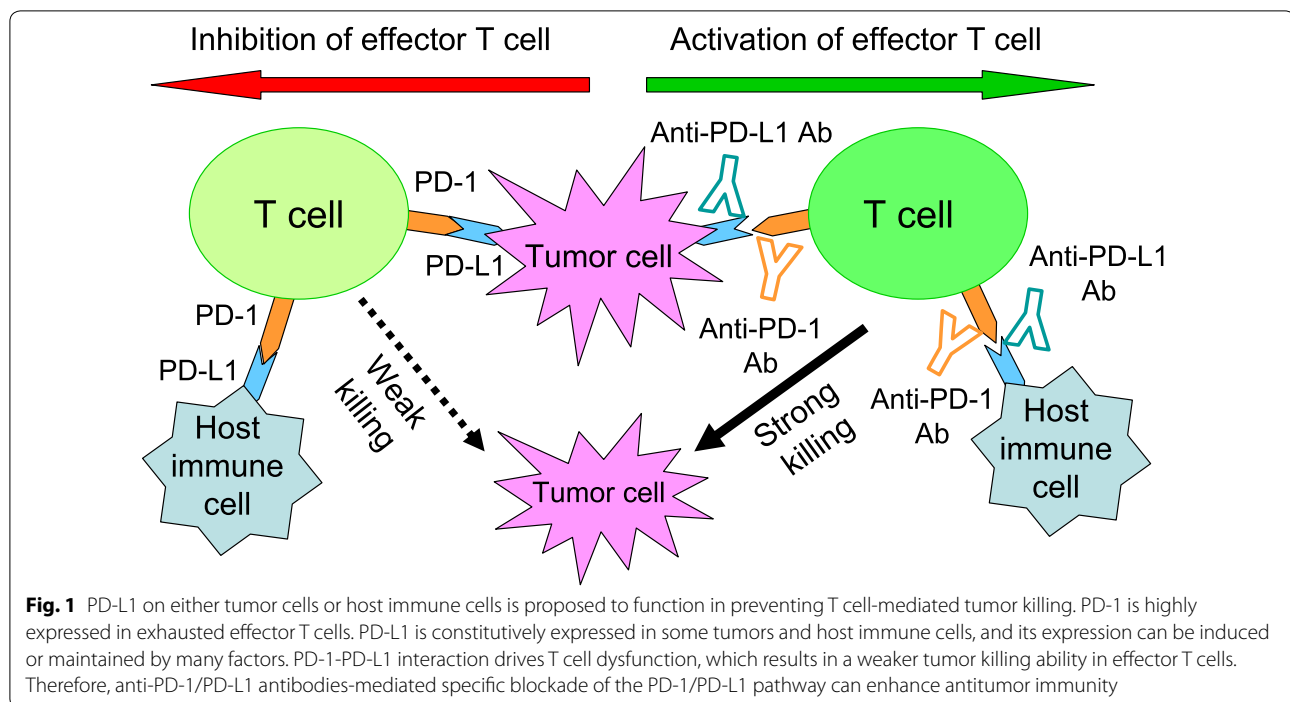 Inhibition of effector T cell
Activation of effector T cell
Anti-PD-L1 Ab
T cell
PD-1
PD-L1
Tumor cell
T cell
Anti-PD-L1
Ab
PD-1
PD-L1
Anti-PD-1
Ab
Weak
killing
Strong
killing
Anti-PD-1
Ab
Host
immune
cell
Tumor cell
Host
immune
cell
Fig. 1 PD-L1 on either tumor cells or host immune cells is proposed to function in preventing T cell-mediated tumor killing. PD-1 is highly
expressed in exhausted effector T cells. PD-L1 is constitutively expressed in some tumors and host immune cells, and its expression can be induced
or maintained by many factors. PD-1-PD-L1 interaction drives T cell dysfunction, which results in a weaker tumor killing ability in effector T cells.
Therefore, anti-PD-1/PD-L1 antibodies-mediated specific blockade of the PD-1/PD-L1 pathway can enhance antitumor immunity